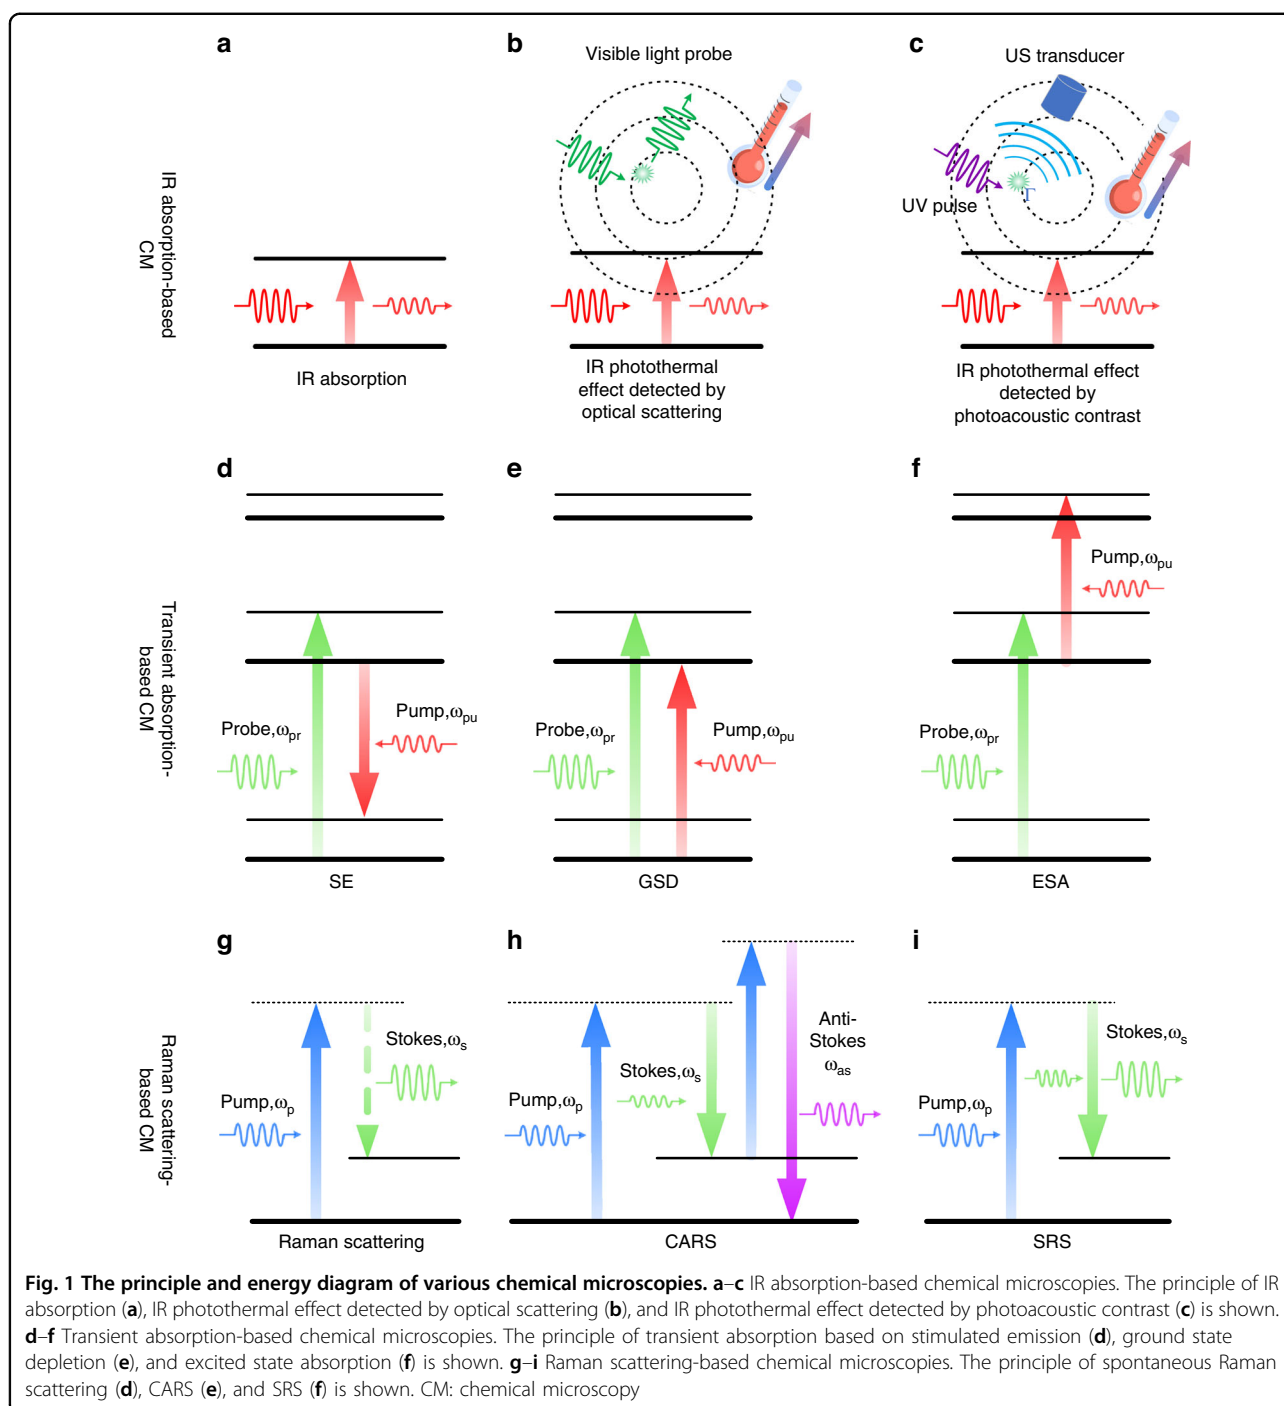 a
b
c
Visible light probe
US transducer
UV pulse
Γ
IR absorption-based
CM
IR absorption
IR photothermal
effect detected by
optical scattering
IR photothermal effect
detected by
photoacoustic contrast
d
e
f
Transient absorption-
based CM
Probe,ωpr
Pump,ωpu
Probe,ωpr
Pump,ωpu
Probe,ωpr
Pump,ωpu
SE
GSD
ESA
g
h
i
Raman scattering-
based CM
Pump,ωp
Stokes,ωs
Pump,ωp
Stokes,ωs
Anti-
Stokes
ωas
Pump,ωp
Stokes,ωs
Raman scattering
CARS
SRS
Fig. 1 The principle and energy diagram of various chemical microscopies. a–c IR absorption-based chemical microscopies. The principle of IR
absorption (a), IR photothermal effect detected by optical scattering (b), and IR photothermal effect detected by photoacoustic contrast (c) is shown.
d–f Transient absorption-based chemical microscopies. The principle of transient absorption based on stimulated emission (d), ground state
depletion (e), and excited state absorption (f) is shown. g–i Raman scattering-based chemical microscopies. The principle of spontaneous Raman
scattering (d), CARS (e), and SRS (f) is shown. CM: chemical microscopy